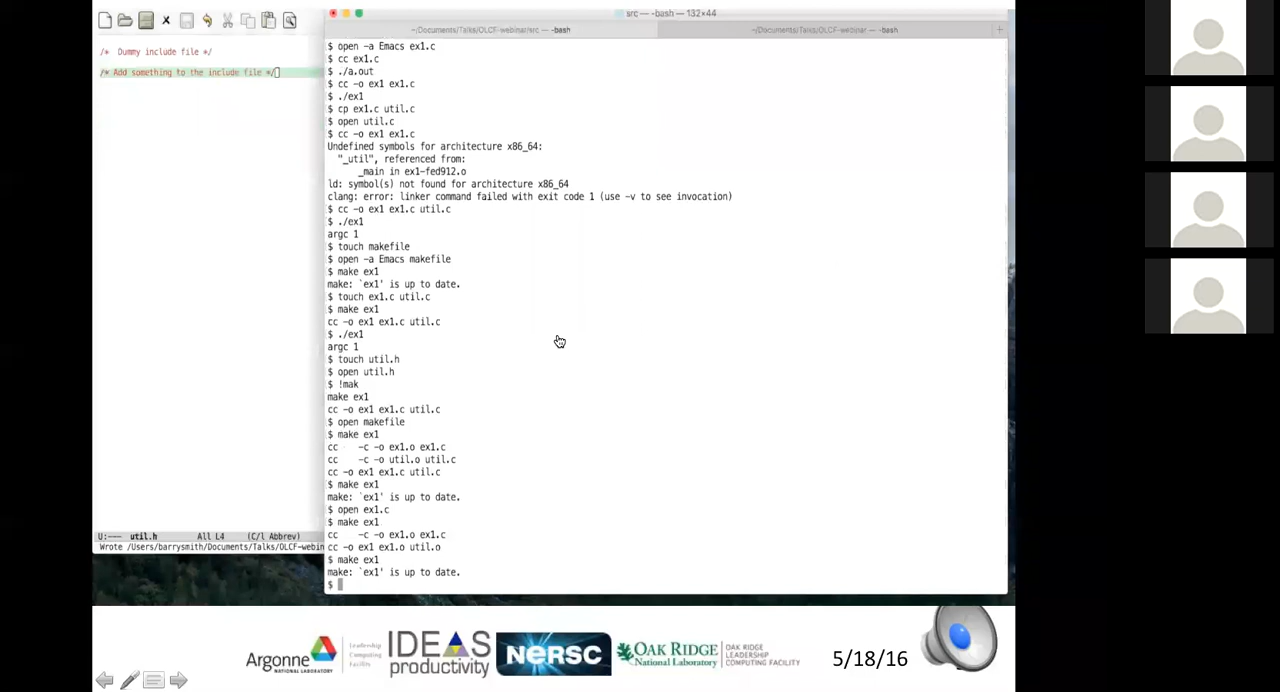 src — -bash — 132×44
~/Documents/Talks/OLCF-webinar/src — -bash
~/Documents/Talks/OLCF-webinar — -bash
/* Dummy include file */
/* Add something to the include file */
U:--- util.h All L4 (C/l Abbrev)
Wrote /Users/barrysmith/Documents/Talks/OLCF-webin
$ open -a Emacs ex1.c
$ cc ex1.c
$ ./a.out
$ cc -o ex1 ex1.c
$ ./ex1
$ cp ex1.c util.c
$ open util.c
$ cc -o ex1 ex1.c
Undefined symbols for architecture x86_64:
"_util", referenced from:
_main in ex1-fed912.o
ld: symbol(s) not found for architecture x86_64
clang: error: linker command failed with exit code 1 (use -v to see invocation)
$ cc -o ex1 ex1.c util.c
$ ./ex1
argc 1
$ touch makefile
$ open -a Emacs makefile
$ make ex1
make: `ex1' is up to date.
$ touch ex1.c util.c
$ make ex1
cc -o ex1 ex1.c util.c
$ ./ex1
argc 1
$ touch util.h
$ open util.h
$ !mak
make ex1
cc -o ex1 ex1.c util.c
$ open makefile
$ make ex1
cc -c -o ex1.o ex1.c
cc -c -o util.o util.c
cc -o ex1 ex1.c util.c
$ make ex1
make: `ex1' is up to date.
$ open ex1.c
$ make ex1
cc -c -o ex1.o ex1.c
cc -o ex1 ex1.o util.o
$ make ex1
make: `ex1' is up to date.
$
Argonne
NATIONAL LABORATORY
Leadership
Computing
Facility
IDEAS
productivity
NERSC
OAK RIDGE
National Laboratory
OAK RIDGE
LEADERSHIP
COMPUTING FACILITY
5/18/16